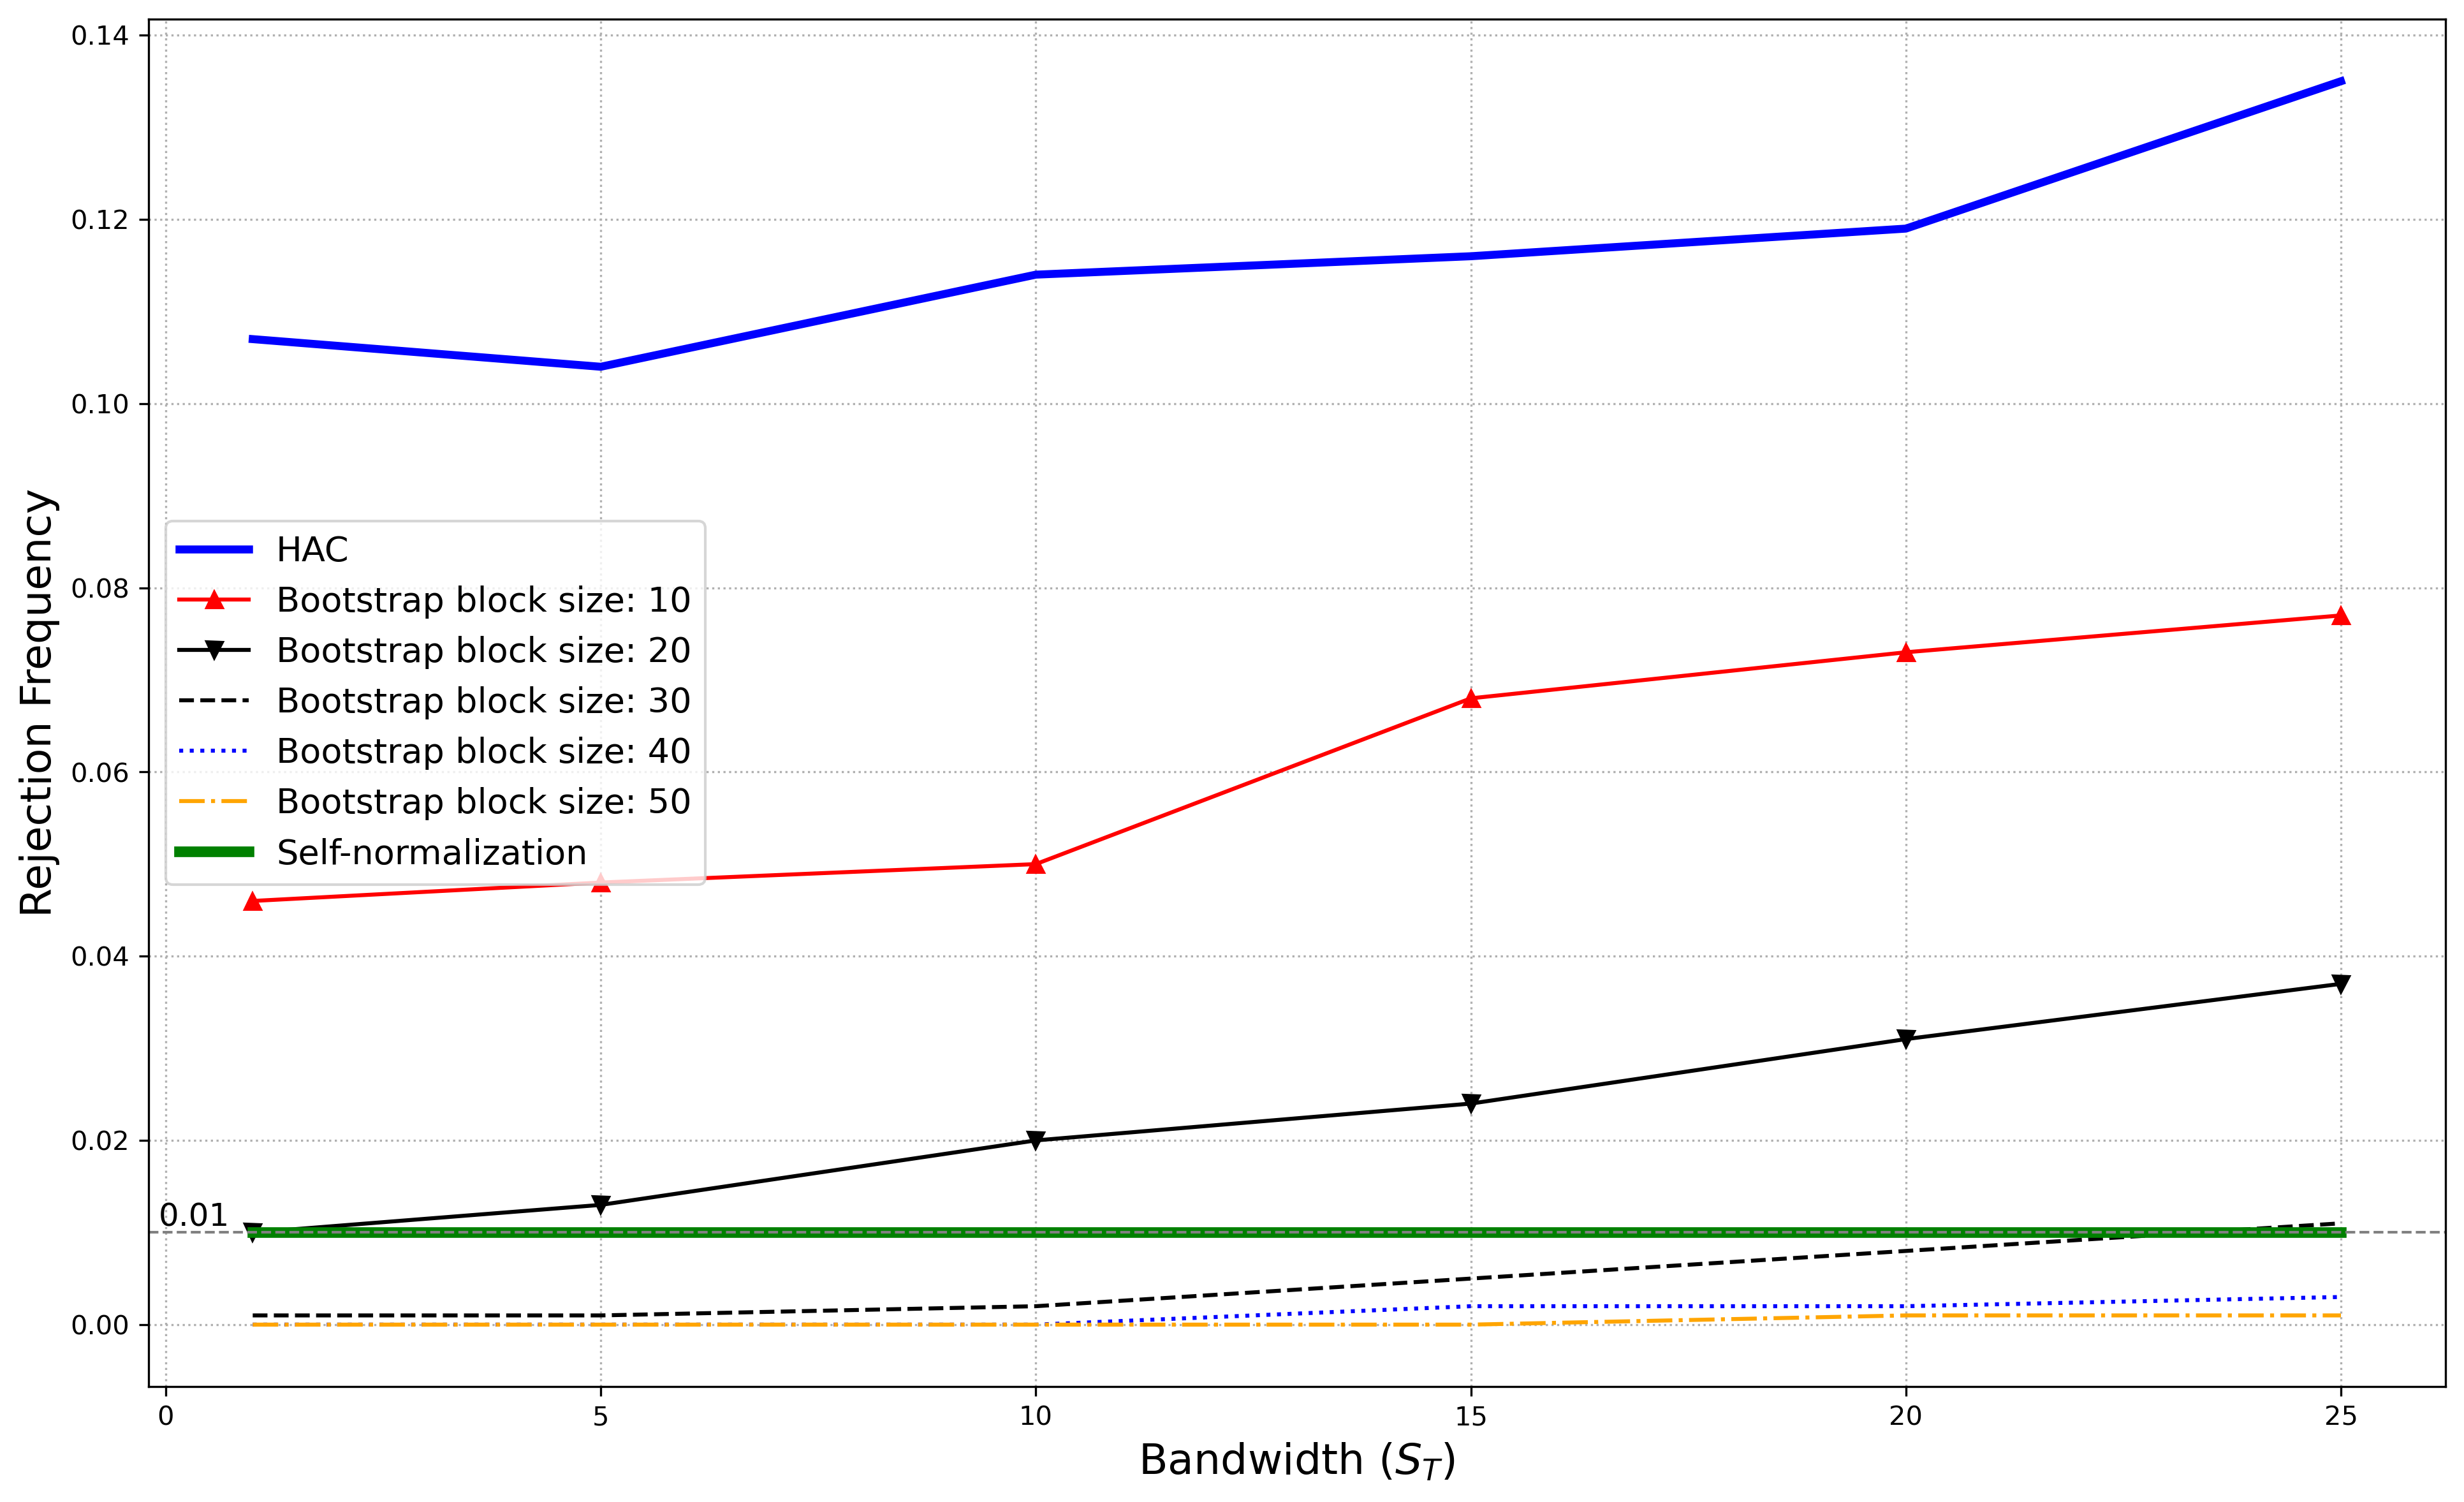 0.14
0.12
0.10
0.08
0.06
0.04
0.02
0.00
Rejection Frequency
HAC
Bootstrap block size: 10
Bootstrap block size: 20
Bootstrap block size: 30
Bootstrap block size: 40
Bootstrap block size: 50
Self-normalization
0.01
0 5 10 15 20 25
Bandwidth (S_T)